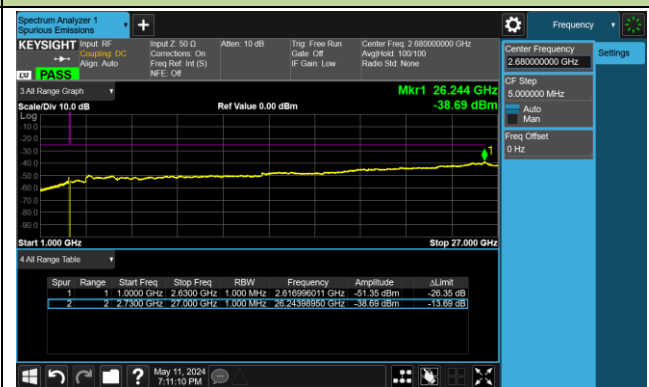 Spectrum Analyzer 1
Spurious Emissions
Frequency
KEYSIGHT Input: RF Input Z: 50 Ω Atten: 10 dB Trig: Free Run Center Freq: 2.680000000 GHz
Coupling: DC Corrections: On Gate: Off Avg|Hold: 100/100
Align: Auto Freq Ref: Int (S) IF Gain: Low Radio Std: None
NFE: Off
LXI PASS
3 All Range Graph
Mkr1 26.244 GHz
Scale/Div 10.0 dB Ref Value 0.00 dBm -38.69 dBm
Log
-10.0
-20.0
-30.0
-40.0
-50.0
-60.0
-70.0
-80.0
-90.0
1
Start 1.000 GHz Stop 27.000 GHz
4 All Range Table
Spur Range Start Freq Stop Freq RBW Frequency Amplitude ΔLimit
1 1 1.0000 GHz 2.6300 GHz 1.000 MHz 2.616996011 GHz -51.35 dBm -26.35 dB
2 2 2.7300 GHz 27.000 GHz 1.000 MHz 26.24398950 GHz -38.69 dBm -13.69 dB
Center Frequency
2.680000000 GHz
Settings
CF Step
5.000000 MHz
Auto
Man
Freq Offset
0 Hz
May 11, 2024
7:11:10 PM